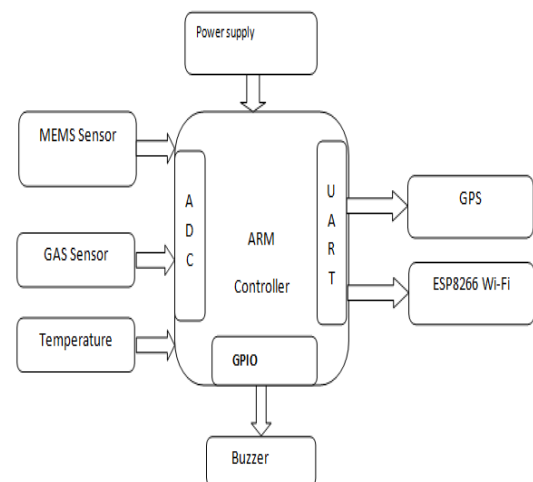 Power supply
MEMS Sensor
GAS Sensor
Temperature
A
D
C
ARM
Controller
U
A
R
T
GPIO
GPS
ESP8266 Wi-Fi
Buzzer